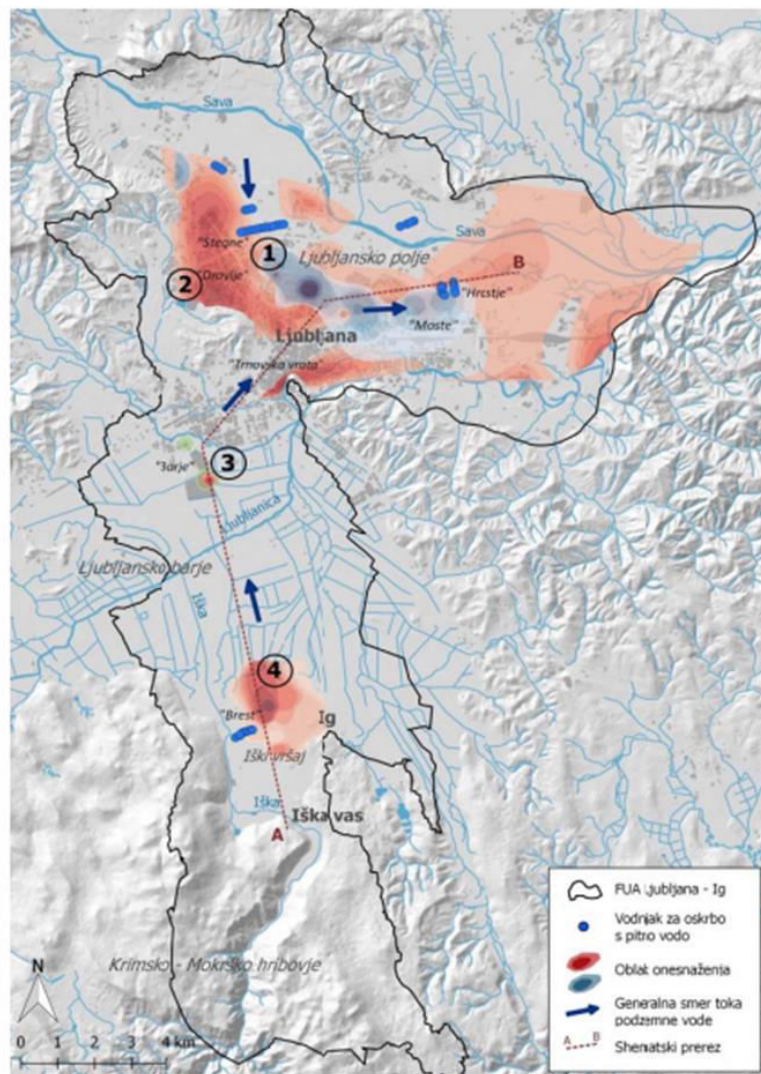 Sava
"Stegne"
1
Sava
Ljubljansko polje
B
2
"Dravlje"
"Hrastje"
"Moste"
Ljubljana
"Trnovska vrata"
3
"Barje"
Ljubljanica
Ljubljansko barje
Iška
4
"Brest"
Ig
Iški vršaj
Iška
Iška vas
A
Krimsko - Mokrško hribovje
N
0 1 2 4 km
FUA Ljubljana - Ig
Vodnjak za oskrbo
s pitno vodo
Oblak onesnaženja
Generalna smer toka
podzemne vode
A B
Shematski prerez